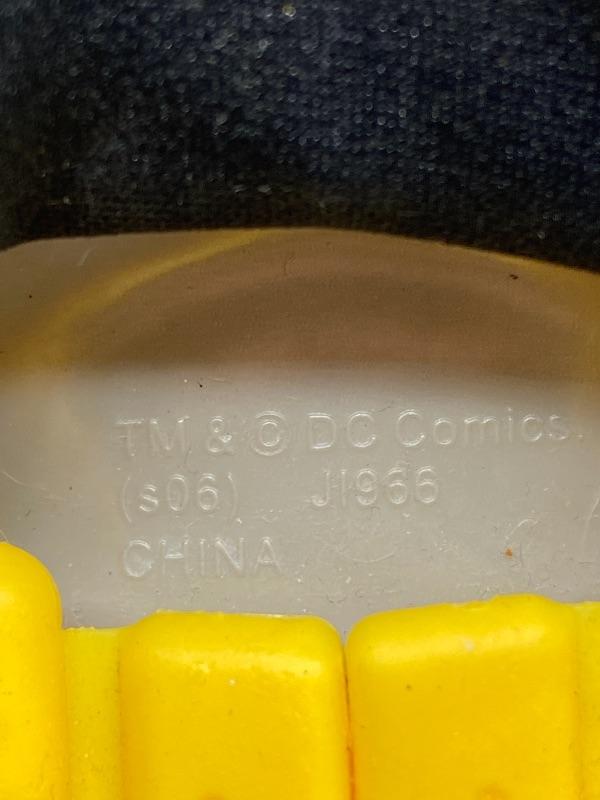 TM & © DC Comics.
(s06) J1966
CHINA